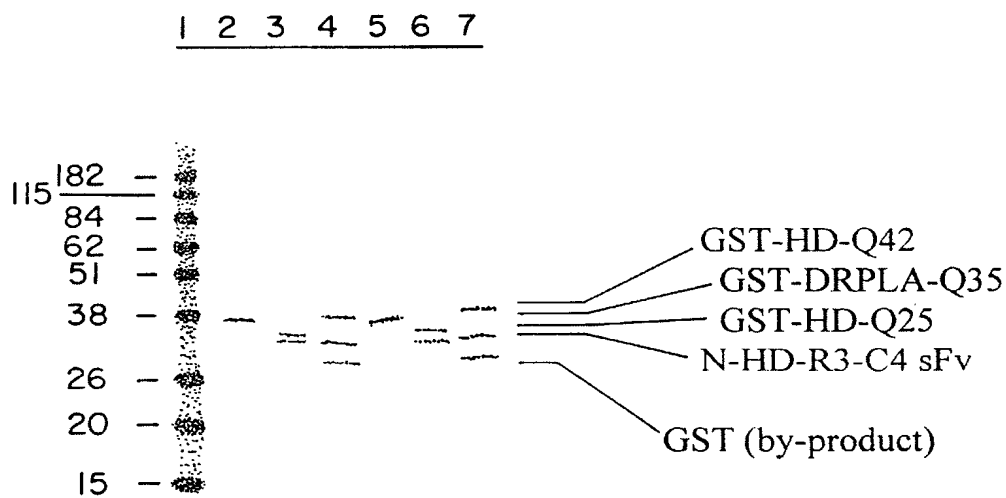 1 2 3 4 5 6 7
182
115
84
62
51
38
26
20
15
GST-HD-Q42
GST-DRPLA-Q35
GST-HD-Q25
N-HD-R3-C4 sFv
GST (by-product)